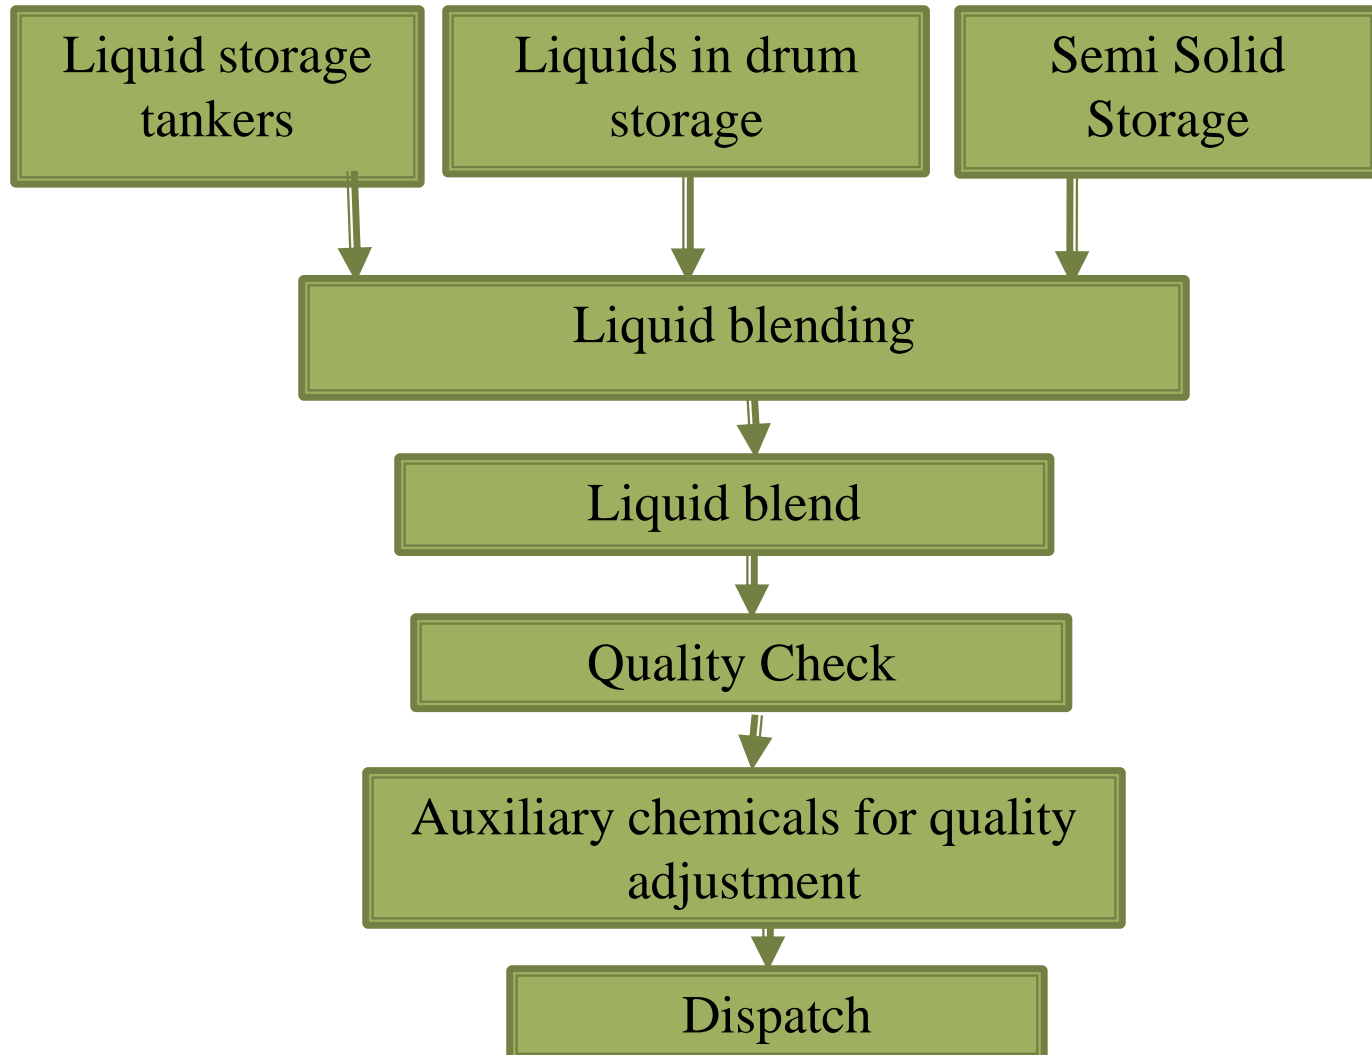 Liquid storage
tankers
Liquids in drum
storage
Semi Solid
Storage
Liquid blending
Liquid blend
Quality Check
Auxiliary chemicals for quality
adjustment
Dispatch